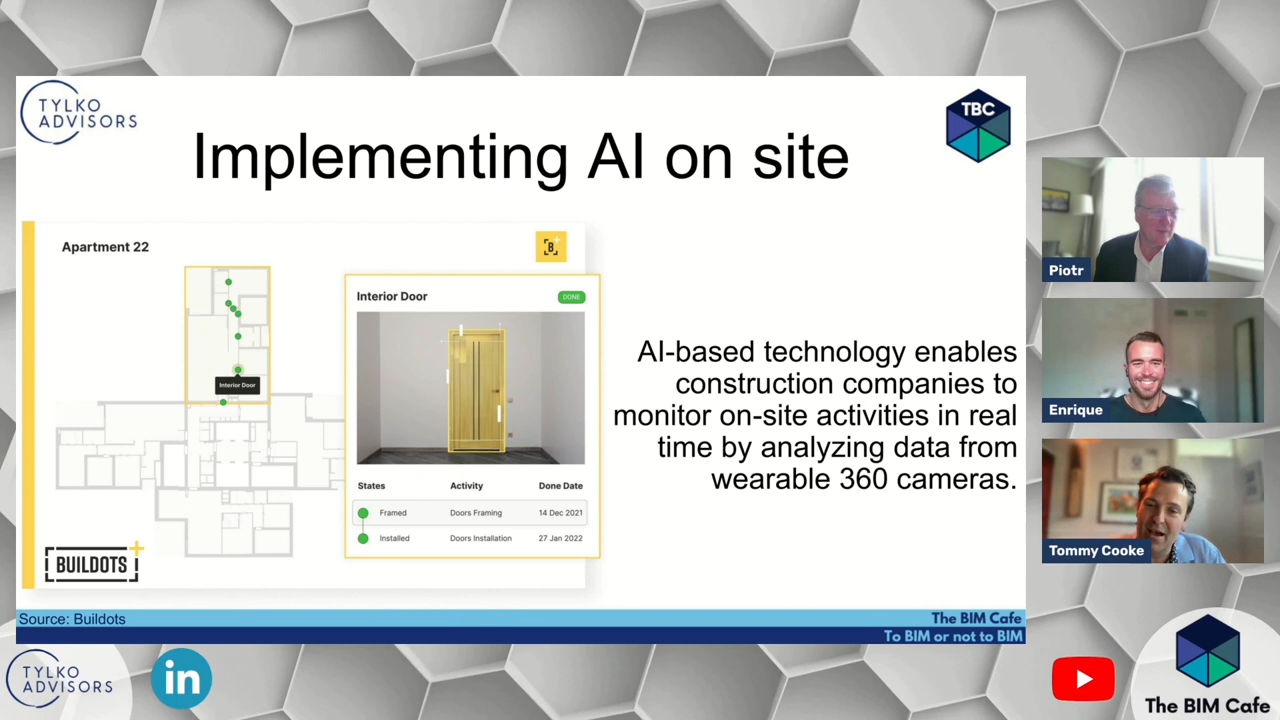 TYLKO
ADVISORS
TBC
Implementing AI on site
Apartment 22
B
Interior Door
Interior Door
DONE
AI-based technology enables
construction companies to
monitor on-site activities in real
time by analyzing data from
wearable 360 cameras.
States Activity Done Date
Framed Doors Framing 14 Dec 2021
Installed Doors Installation 27 Jan 2022
BUILDOTS
Source: Buildots
The BIM Cafe
To BIM or not to BIM
Piotr
Enrique
Tommy Cooke
TYLKO
ADVISORS
in
The BIM Cafe